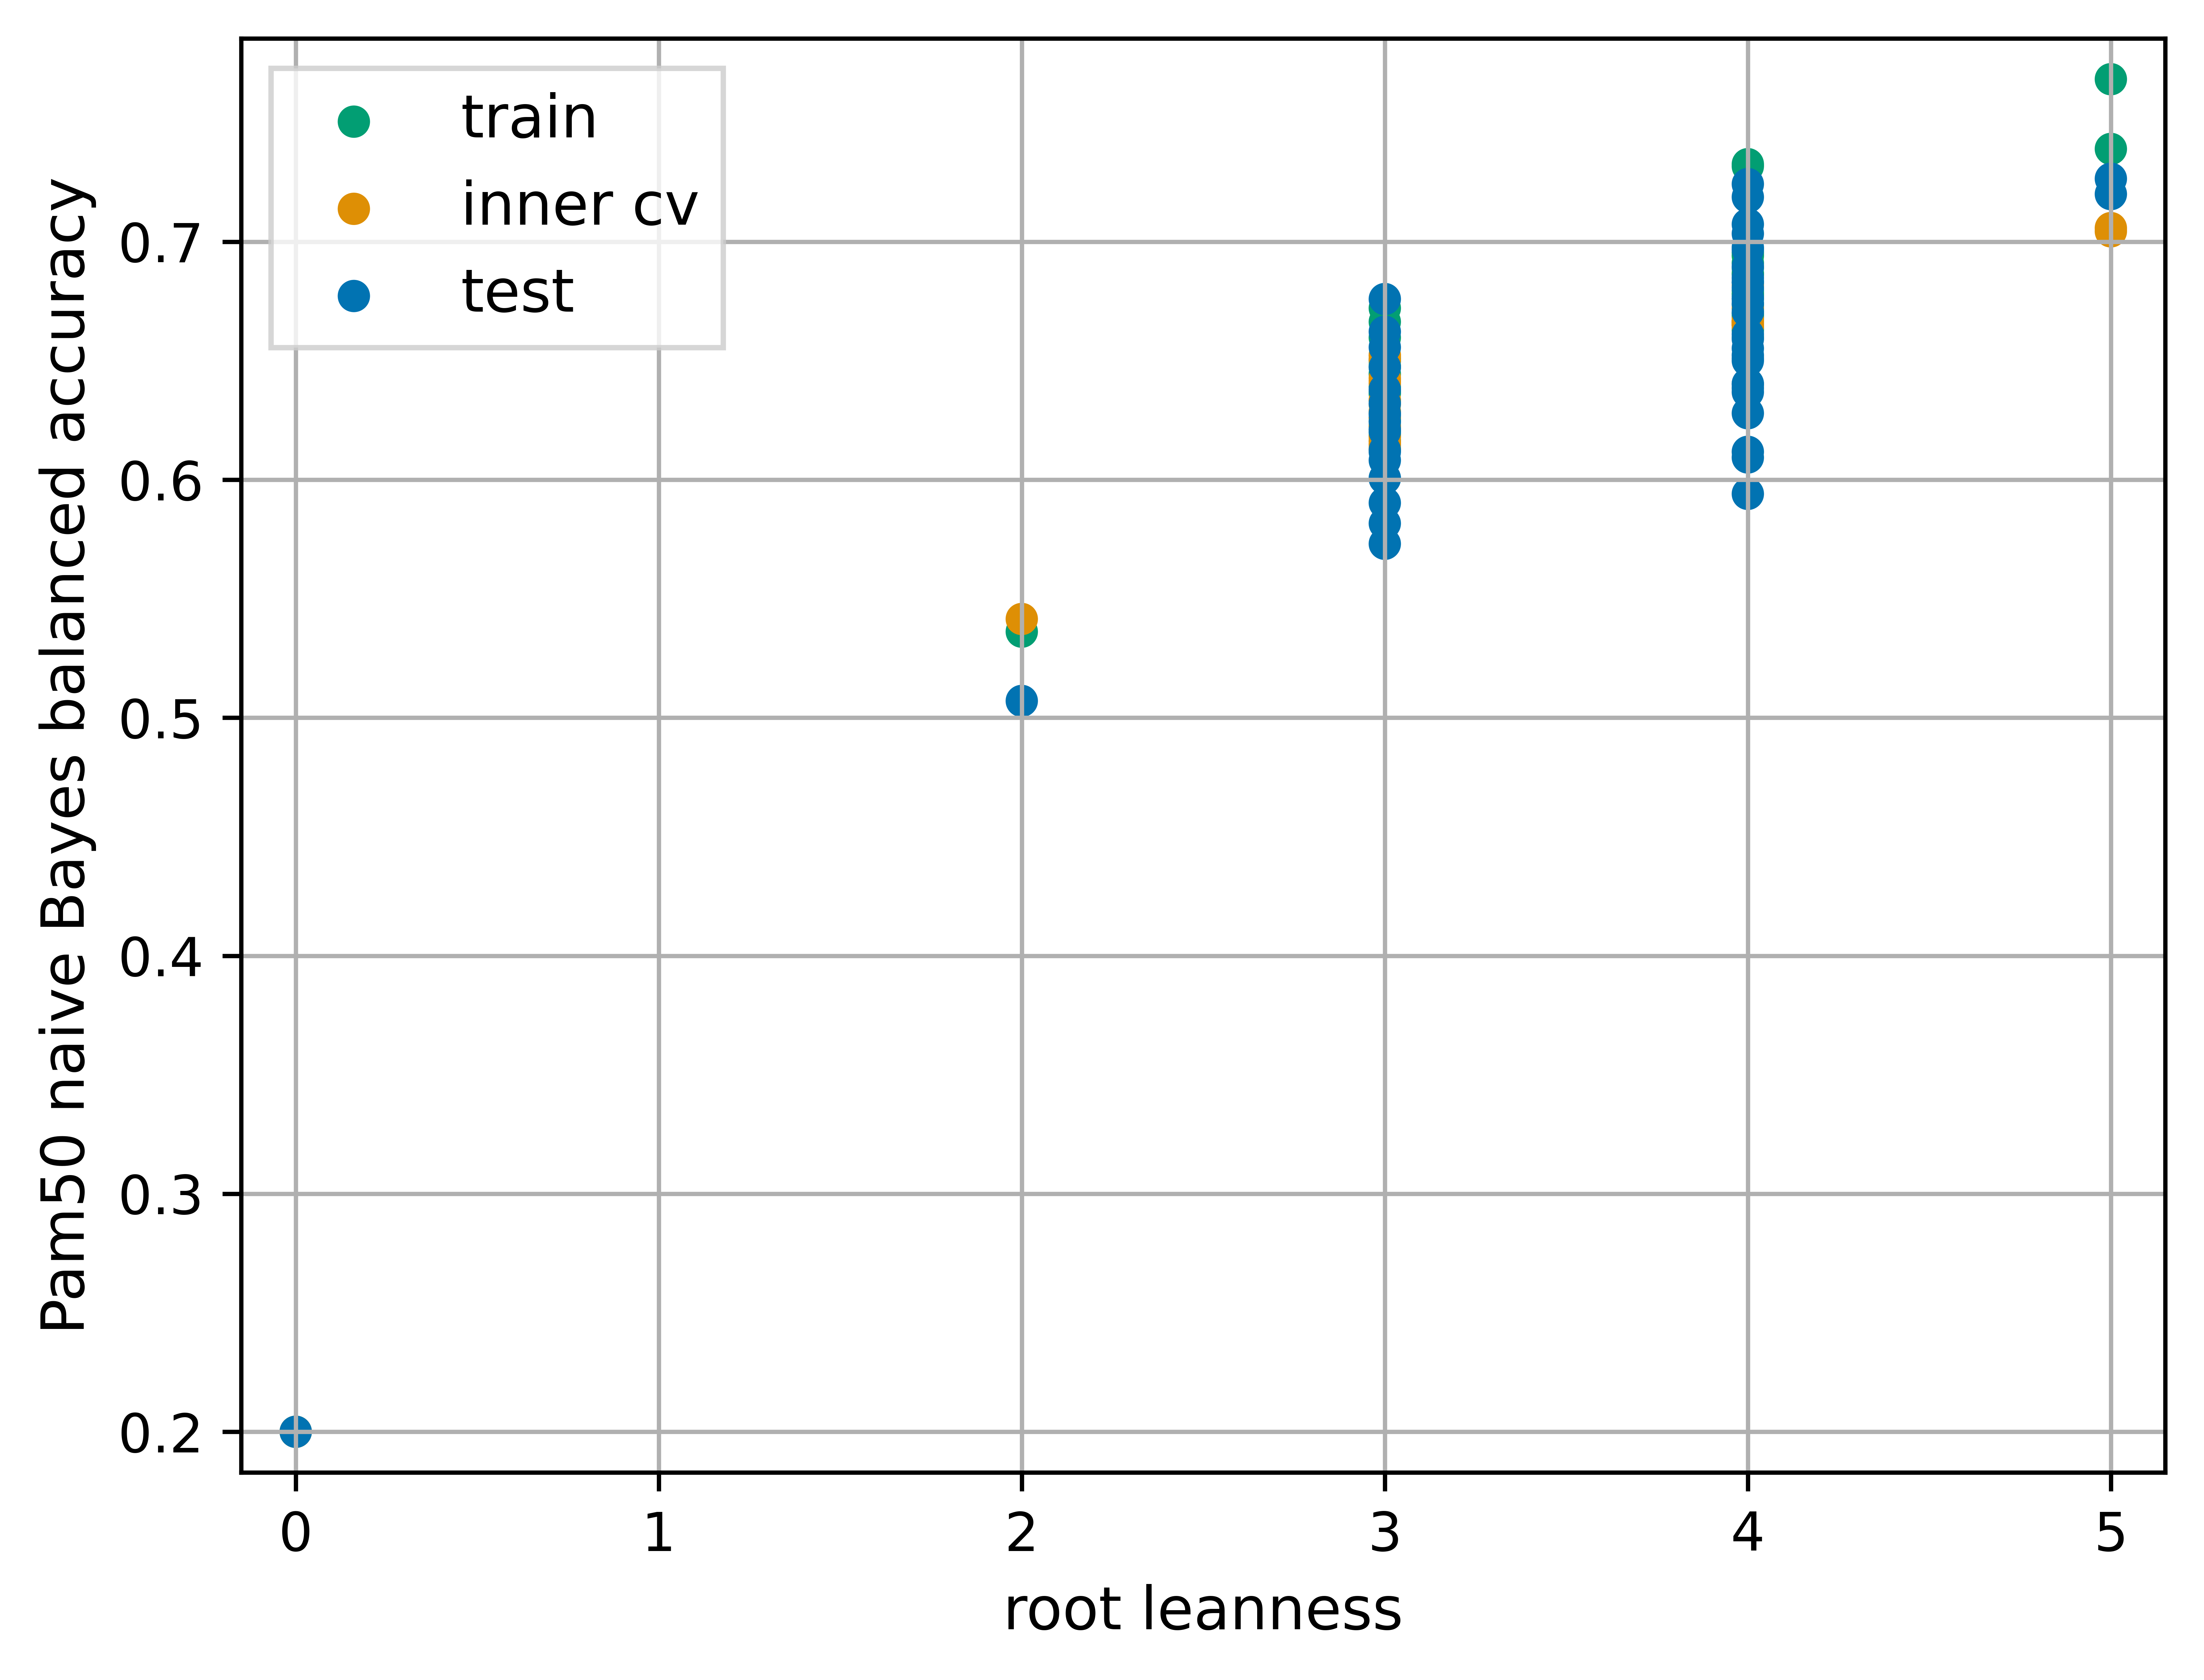 train
inner cv
test
Pam50 naive Bayes balanced accuracy
0.7
0.6
0.5
0.4
0.3
0.2
0
1
2
3
4
5
root leanness